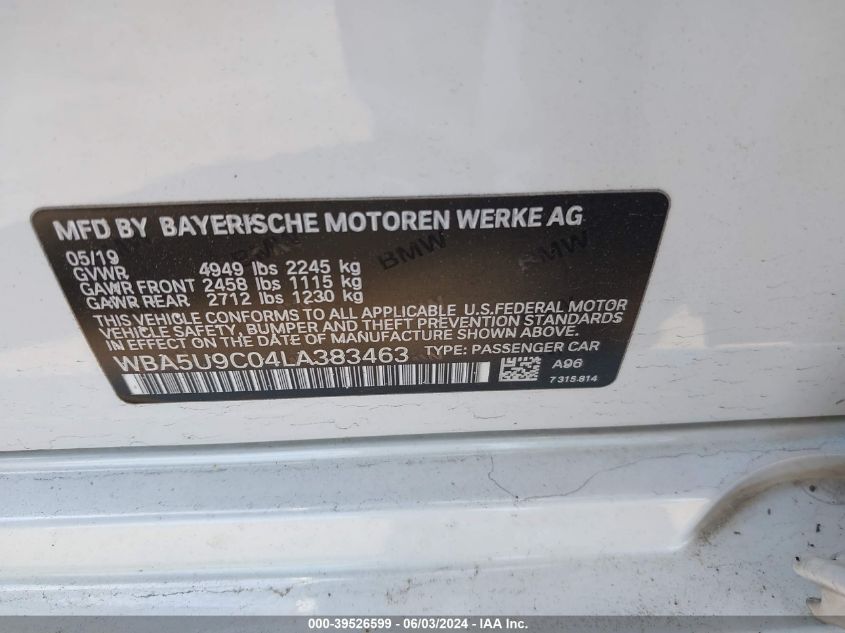 MFD BY BAYERISCHE MOTOREN WERKE AG
05/19
GVWR 4949 lbs 2245 kg
GAWR FRONT 2458 lbs 1115 kg
GAWR REAR 2712 lbs 1230 kg
THIS VEHICLE CONFORMS TO ALL APPLICABLE U.S.FEDERAL MOTOR
VEHICLE SAFETY, BUMPER, AND THEFT PREVENTION STANDARDS
IN EFFECT ON THE DATE OF MANUFACTURE SHOWN ABOVE.
WBA5U9C04LA383463 TYPE: PASSENGER CAR
A96
7 315 814
BMW
BMW
BMW
000-39526599 - 06/03/2024 - IAA Inc.